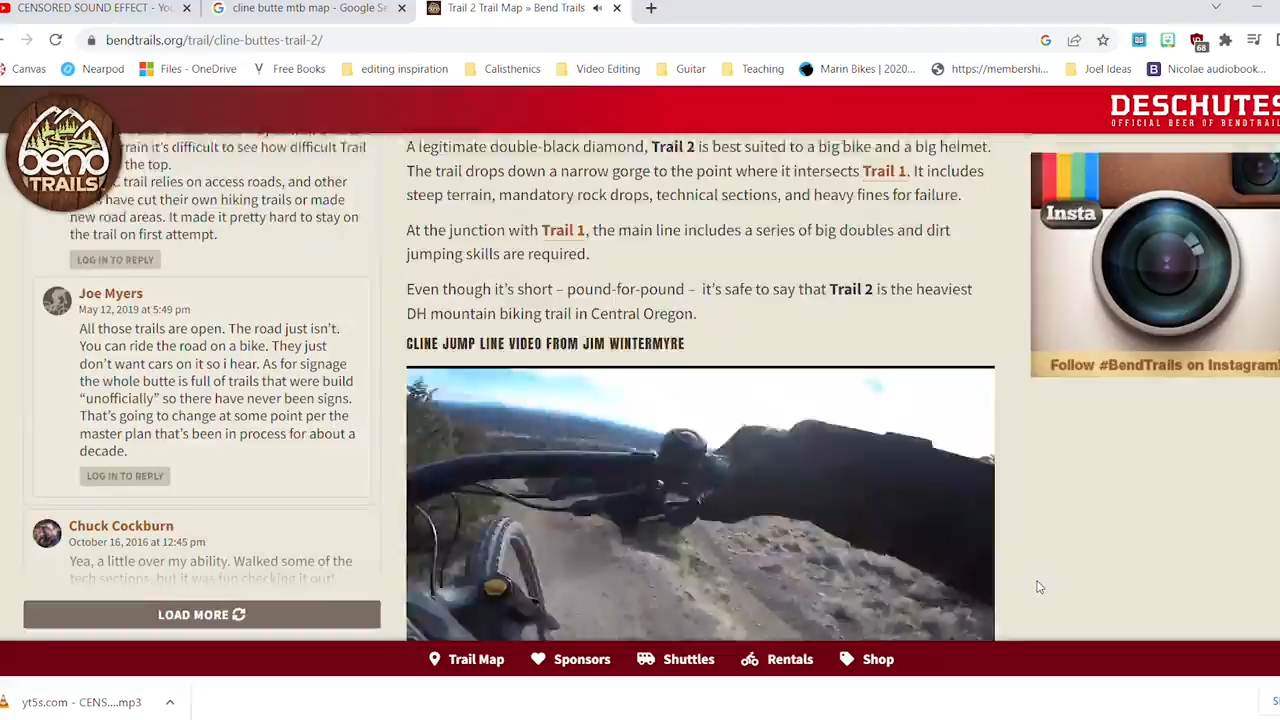 CENSORED SOUND EFFECT - You
cline butte mtb map - Google Se
Trail 2 Trail Map » Bend Trails
bendtrails.org/trail/cline-buttes-trail-2/
68
Canvas
Nearpod
Files - OneDrive
Free Books
editing inspiration
Calisthenics
Video Editing
Guitar
Teaching
Marin Bikes | 2020...
https://membershi...
Joel Ideas
Nicolae audiobook...
bend
TRAILS
DESCHUTES
OFFICIAL BEER OF BENDTRAIL
rrain it's difficult to see how difficult Trail
the top.
trail relies on access roads, and other
have cut their own hiking trails or made
new road areas. It made it pretty hard to stay on
the trail on first attempt.
LOG IN TO REPLY
Joe Myers
May 12, 2019 at 5:49 pm
All those trails are open. The road just isn't.
You can ride the road on a bike. They just
don't want cars on it so i hear. As for signage
the whole butte is full of trails that were build
“unofficially” so there have never been signs.
That's going to change at some point per the
master plan that's been in process for about a
decade.
LOG IN TO REPLY
Chuck Cockburn
October 16, 2016 at 12:45 pm
Yea, a little over my ability. Walked some of the
tech sections, but it was fun checking it out!
LOAD MORE
A legitimate double-black diamond, Trail 2 is best suited to a big bike and a big helmet.
The trail drops down a narrow gorge to the point where it intersects Trail 1. It includes
steep terrain, mandatory rock drops, technical sections, and heavy fines for failure.
At the junction with Trail 1, the main line includes a series of big doubles and dirt
jumping skills are required.
Even though it's short – pound-for-pound – it's safe to say that Trail 2 is the heaviest
DH mountain biking trail in Central Oregon.
CLINE JUMP LINE VIDEO FROM JIM WINTERMYRE
Insta
Follow #BendTrails on Instagram!
Trail Map
Sponsors
Shuttles
Rentals
Shop
yt5s.com - CENS....mp3